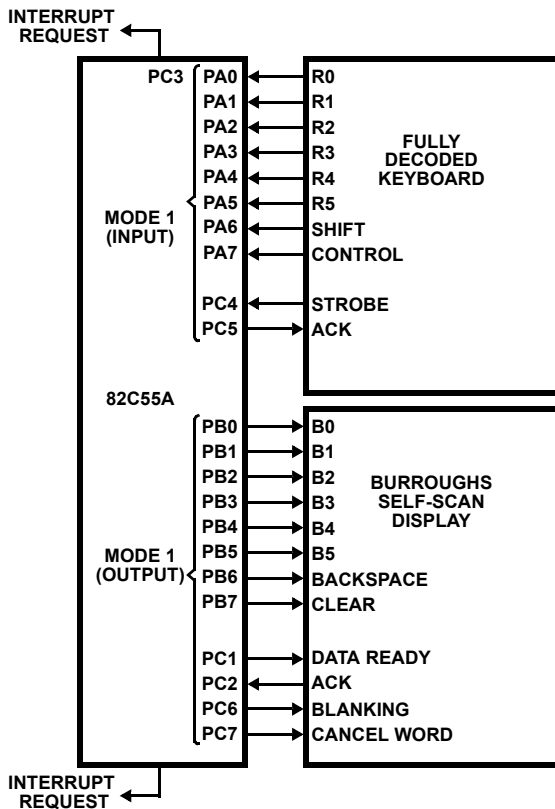 INTERRUPT
REQUEST
PC3 PA0 R0
PA1 R1
PA2 R2
PA3 R3
PA4 R4
PA5 R5
PA6 SHIFT
PA7 CONTROL
MODE 1
(INPUT)
FULLY
DECODED
KEYBOARD
PC4 STROBE
PC5 ACK
82C55A
PB0 B0
PB1 B1
PB2 B2
PB3 B3
PB4 B4
PB5 B5
PB6 BACKSPACE
PB7 CLEAR
MODE 1
(OUTPUT)
BURROUGHS
SELF-SCAN
DISPLAY
PC1 DATA READY
PC2 ACK
PC6 BLANKING
PC7 CANCEL WORD
INTERRUPT
REQUEST